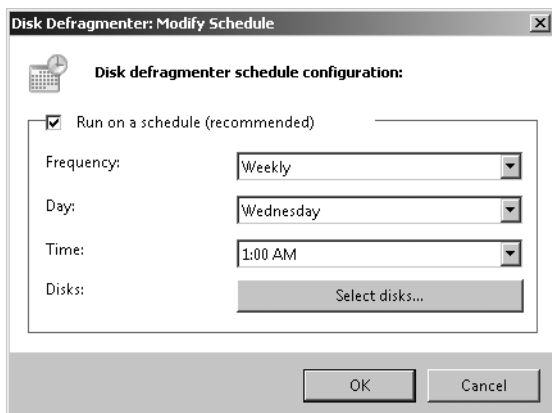 Disk Defragmenter: Modify Schedule
Disk defragmenter schedule configuration:
Run on a schedule (recommended)
Frequency: Weekly
Day: Wednesday
Time: 1:00 AM
Disks: Select disks...
OK Cancel